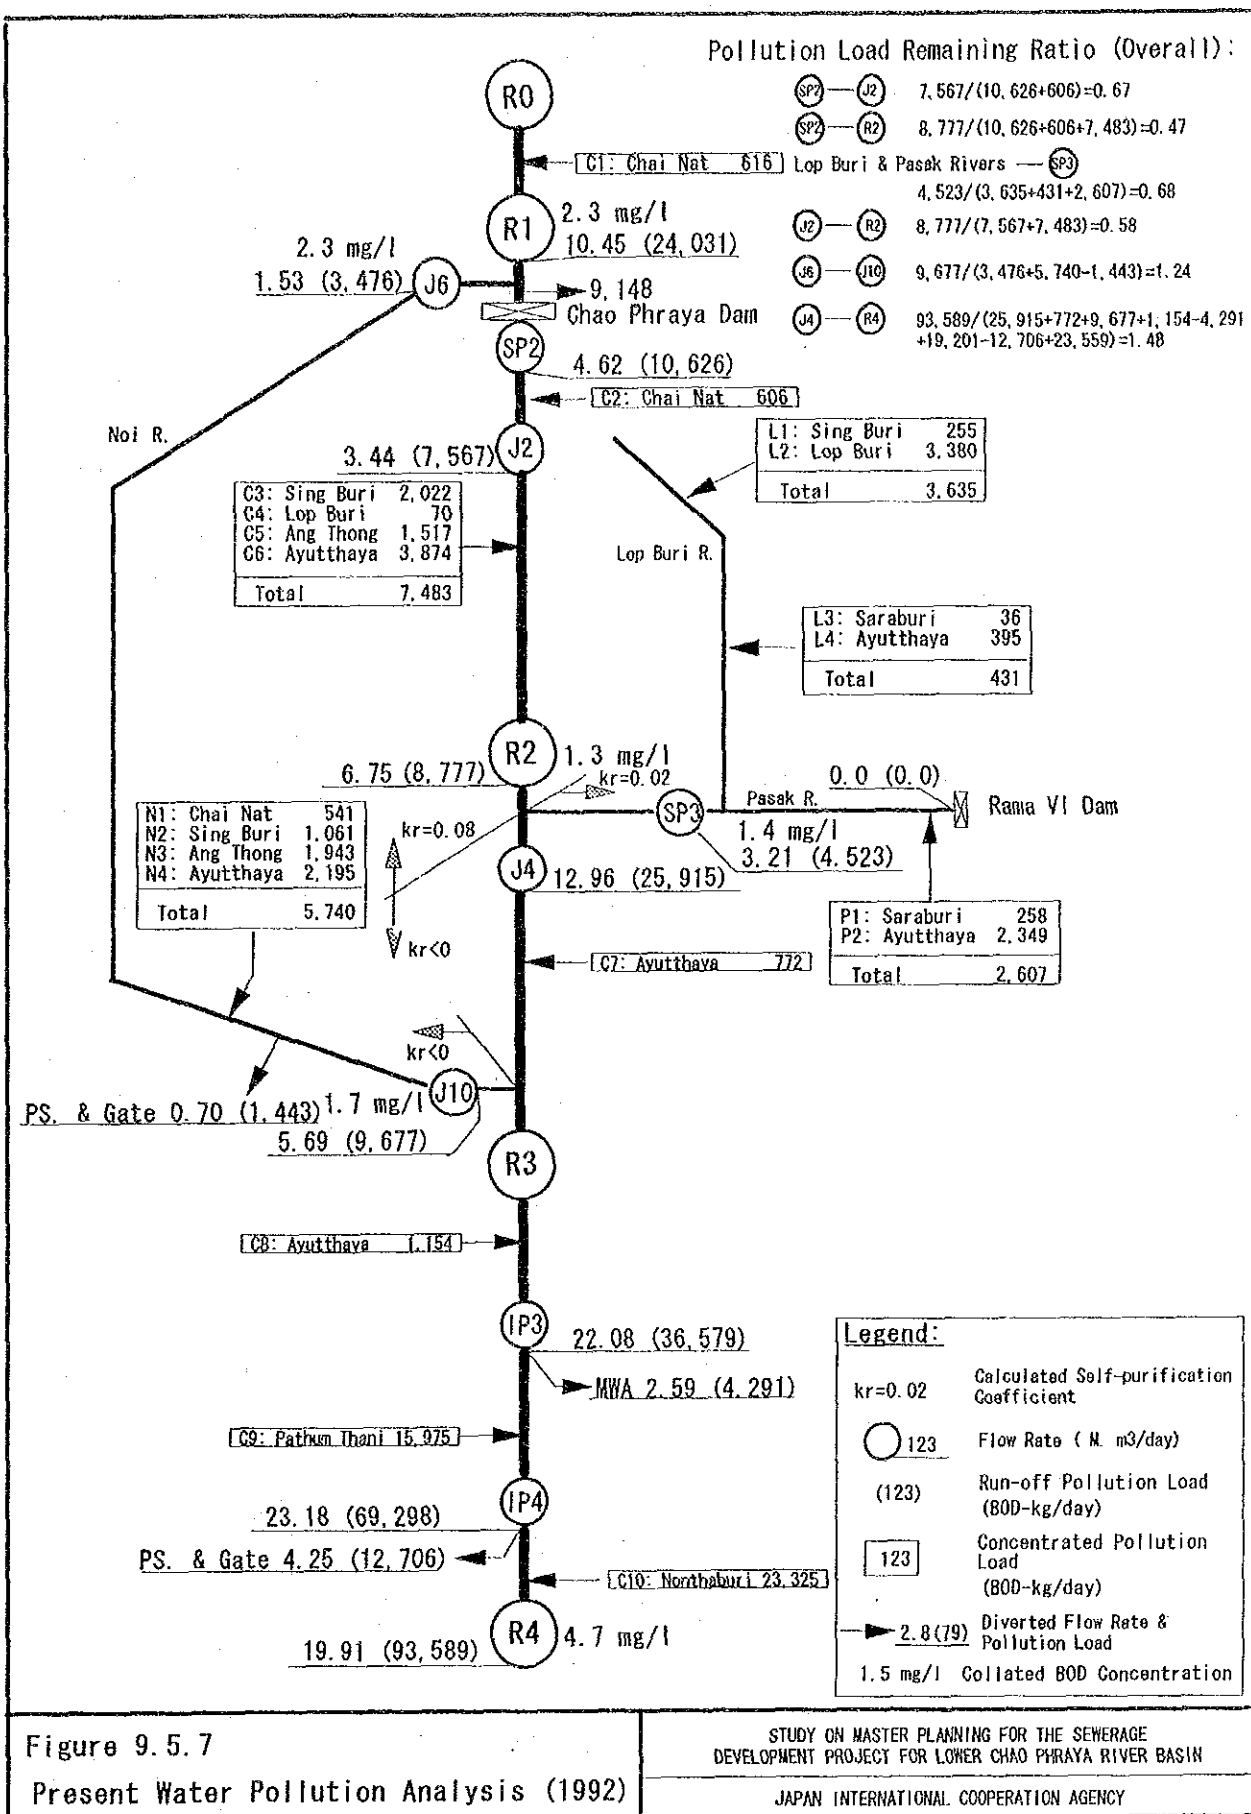 Pollution Load Remaining Ratio (Overall):
SP2 — J2 7,567/(10,626+606)=0.67
SP2 — R2 8,777/(10,626+606+7,483)=0.47
Lop Buri & Pasak Rivers — SP3
4,523/(3,635+431+2,607)=0.68
J2 — R2 8,777/(7,567+7,483)=0.58
J6 — J10 9,677/(3,476+5,740-1,443)=1.24
J4 — R4 93,589/(25,915+772+9,677+1,154-4,291
+19,201-12,706+23,559)=1.48
R0
C1: Chai Nat 616
R1
2.3 mg/l
10.45 (24,031)
2.3 mg/l
1.53 (3,476)
J6
9,148
Chao Phraya Dam
SP2
4.62 (10,626)
C2: Chai Nat 606
Noi R.
3.44 (7,567)
J2
L1: Sing Buri 255
L2: Lop Buri 3,380
Total 3,635
C3: Sing Buri 2,022
C4: Lop Buri 70
C5: Ang Thong 1,517
C6: Ayutthaya 3,874
Total 7,483
Lop Buri R.
L3: Saraburi 36
L4: Ayutthaya 395
Total 431
R2
1.3 mg/l
6.75 (8,777)
kr=0.02
0.0 (0.0)
SP3
Pasak R.
Rama VI Dam
1.4 mg/l
3.21 (4.523)
N1: Chai Nat 541
N2: Sing Buri 1.061
N3: Ang Thong 1,943
N4: Ayutthaya 2,195
Total 5.740
kr=0.08
J4
12.96 (25,915)
kr<0
P1: Saraburi 258
P2: Ayutthaya 2,349
Total 2,607
C7: Ayutthaya 772
kr<0
PS. & Gate 0.70 (1,443)
1.7 mg/l
J10
5.69 (9,677)
R3
C8: Ayutthaya 1,154
IP3
22.08 (36,579)
MWA 2.59 (4.291)
C9: Pathum Thani 15,975
IP4
23.18 (69,298)
PS. & Gate 4.25 (12,706)
C10: Nonthaburi 23,325
R4
4.7 mg/l
19.91 (93,589)
Legend:
kr=0.02 Calculated Self-purification
Coefficient
123 Flow Rate ( M. m3/day)
(123) Run-off Pollution Load
(BOD-kg/day)
123 Concentrated Pollution
Load
(BOD-kg/day)
2.8(79) Diverted Flow Rate &
Pollution Load
1.5 mg/l Collated BOD Concentration
Figure 9.5.7
Present Water Pollution Analysis (1992)
STUDY ON MASTER PLANNING FOR THE SEWERAGE
DEVELOPMENT PROJECT FOR LOWER CHAO PHRAYA RIVER BASIN
JAPAN INTERNATIONAL COOPERATION AGENCY